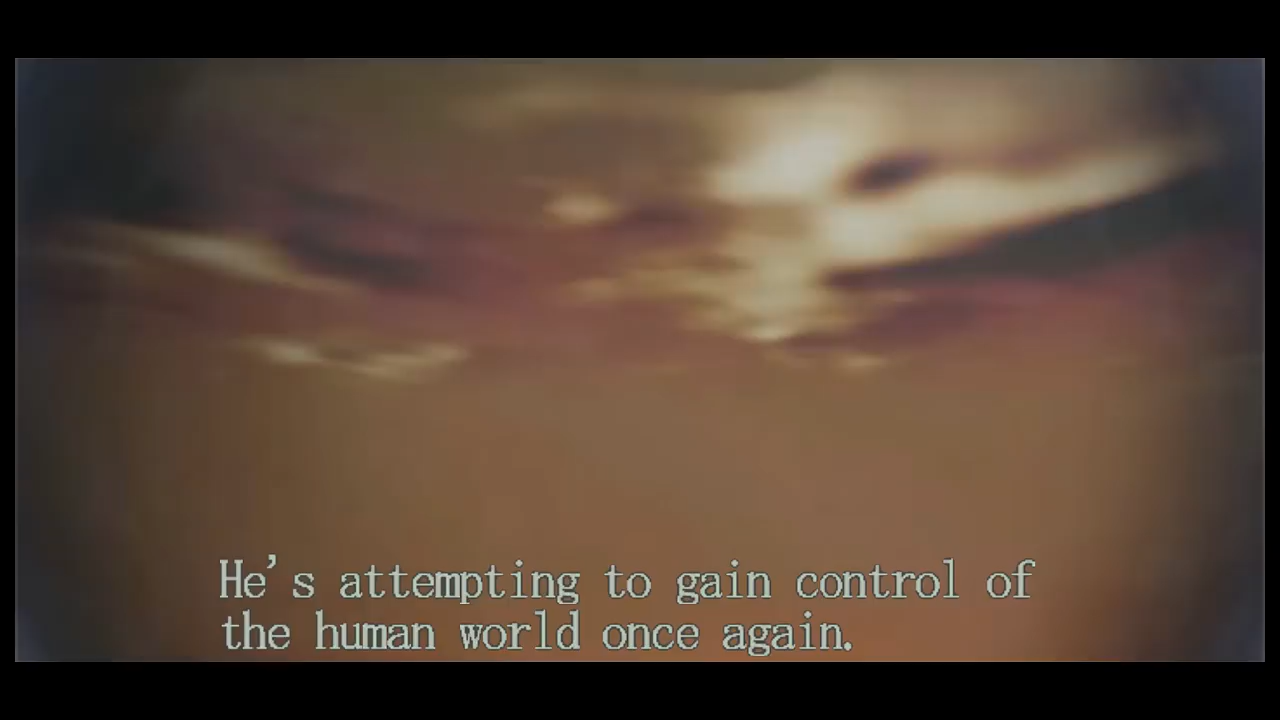 He's attempting to gain control of
the human world once again.